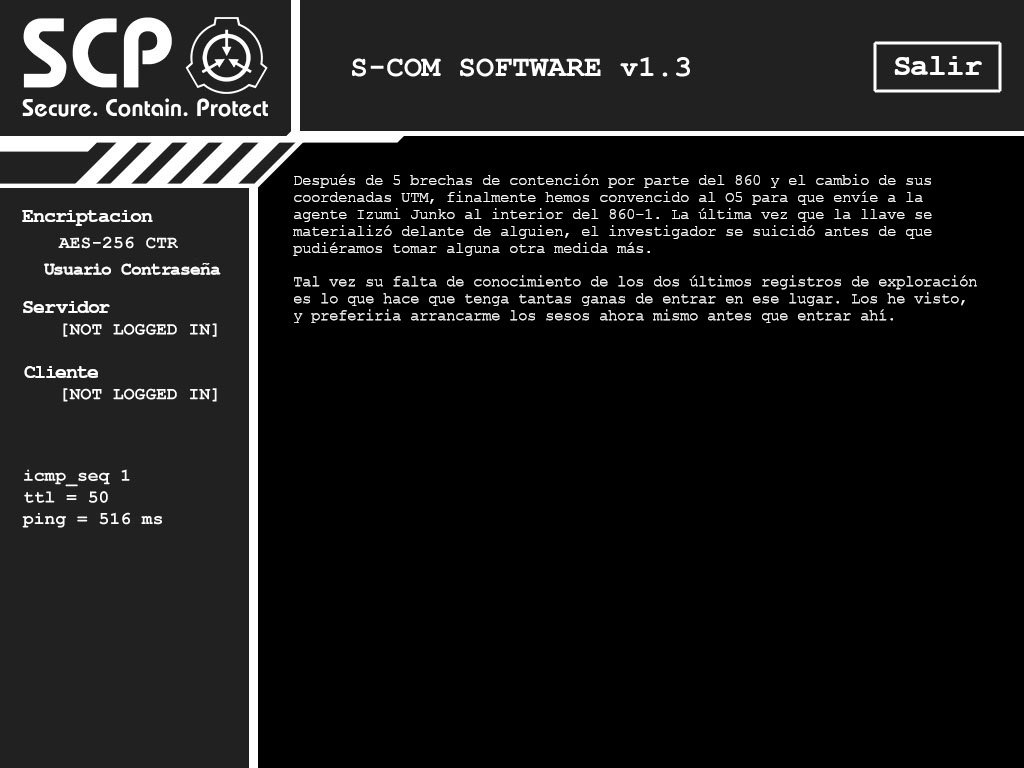 SCP
Secure. Contain. Protect
S-COM SOFTWARE v1.3
Salir
Encriptacion
AES-256 CTR
Usuario Contraseña
Servidor
[NOT LOGGED IN]
Cliente
[NOT LOGGED IN]
icmp_seq 1
ttl = 50
ping = 516 ms
Después de 5 brechas de contención por parte del 860 y el cambio de sus
coordenadas UTM, finalmente hemos convencido al O5 para que envíe a la
agente Izumi Junko al interior del 860-1. La última vez que la llave se
materializó delante de alguien, el investigador se suicidó antes de que
pudiéramos tomar alguna otra medida más.
Tal vez su falta de conocimiento de los dos últimos registros de exploración
es lo que hace que tenga tantas ganas de entrar en ese lugar. Los he visto,
y preferiria arrancarme los sesos ahora mismo antes que entrar ahí.